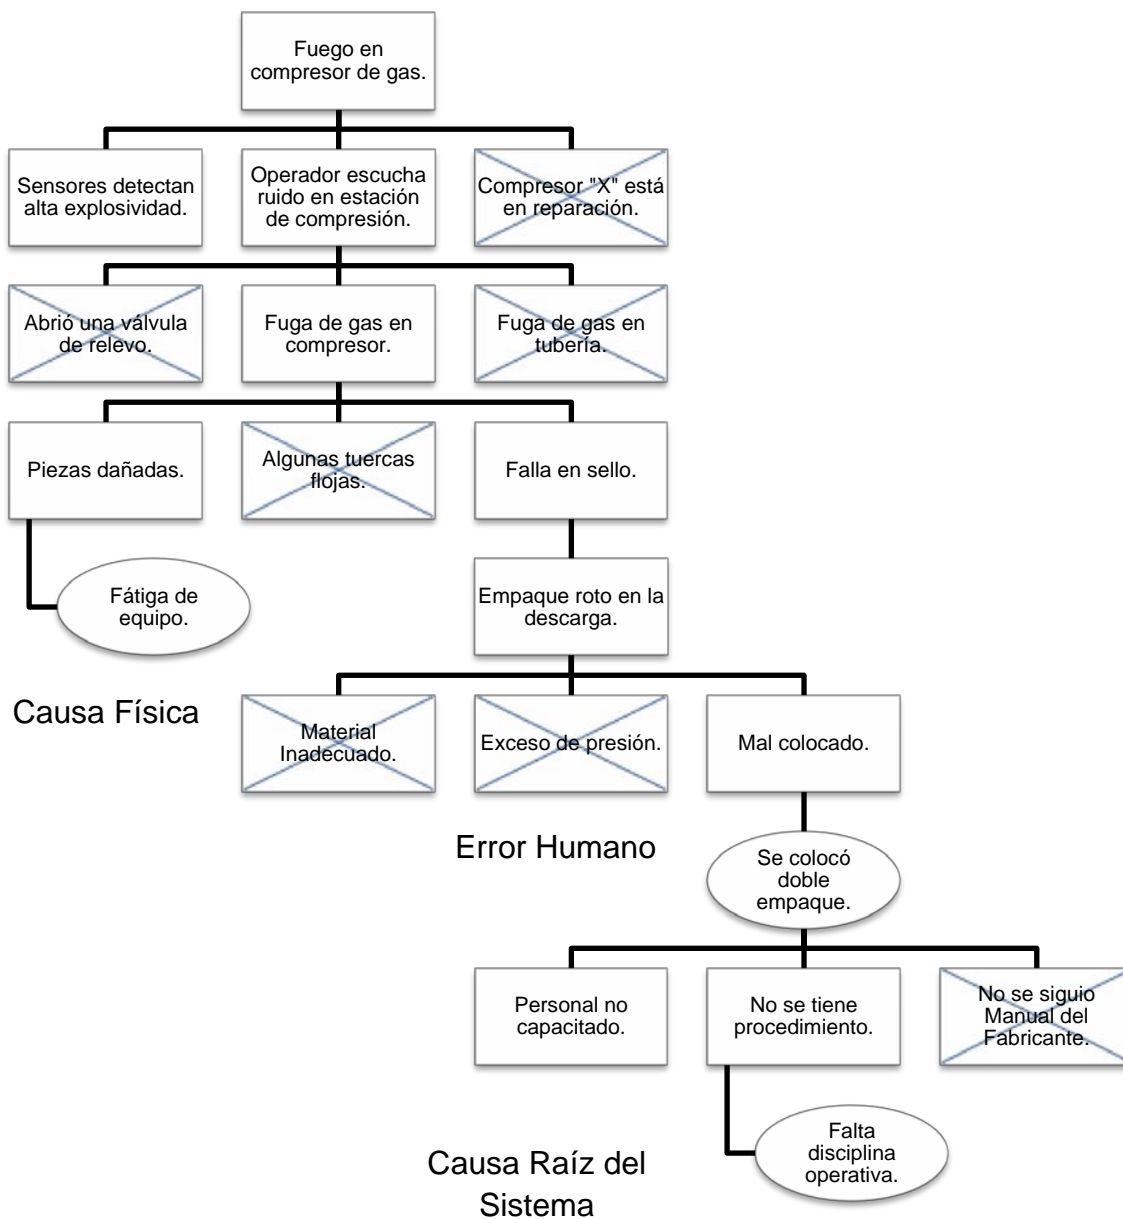 Fuego en
compresor de gas.
Sensores detectan
alta explosividad.
Operador escucha
ruido en estación
de compresión.
Compresor "X" está
en reparación.
Abrió una válvula
de relevo.
Fuga de gas en
compresor.
Fuga de gas en
tubería.
Piezas dañadas.
Algunas tuercas
flojas.
Falla en sello.
Fátiga de
equipo.
Empaque roto en la
descarga.
Causa Física
Material
Inadecuado.
Exceso de presión.
Mal colocado.
Error Humano
Se colocó
doble
empaque.
Personal no
capacitado.
No se tiene
procedimiento.
No se siguio
Manual del
Fabricante.
Falta
disciplina
operativa.
Causa Raíz del
Sistema